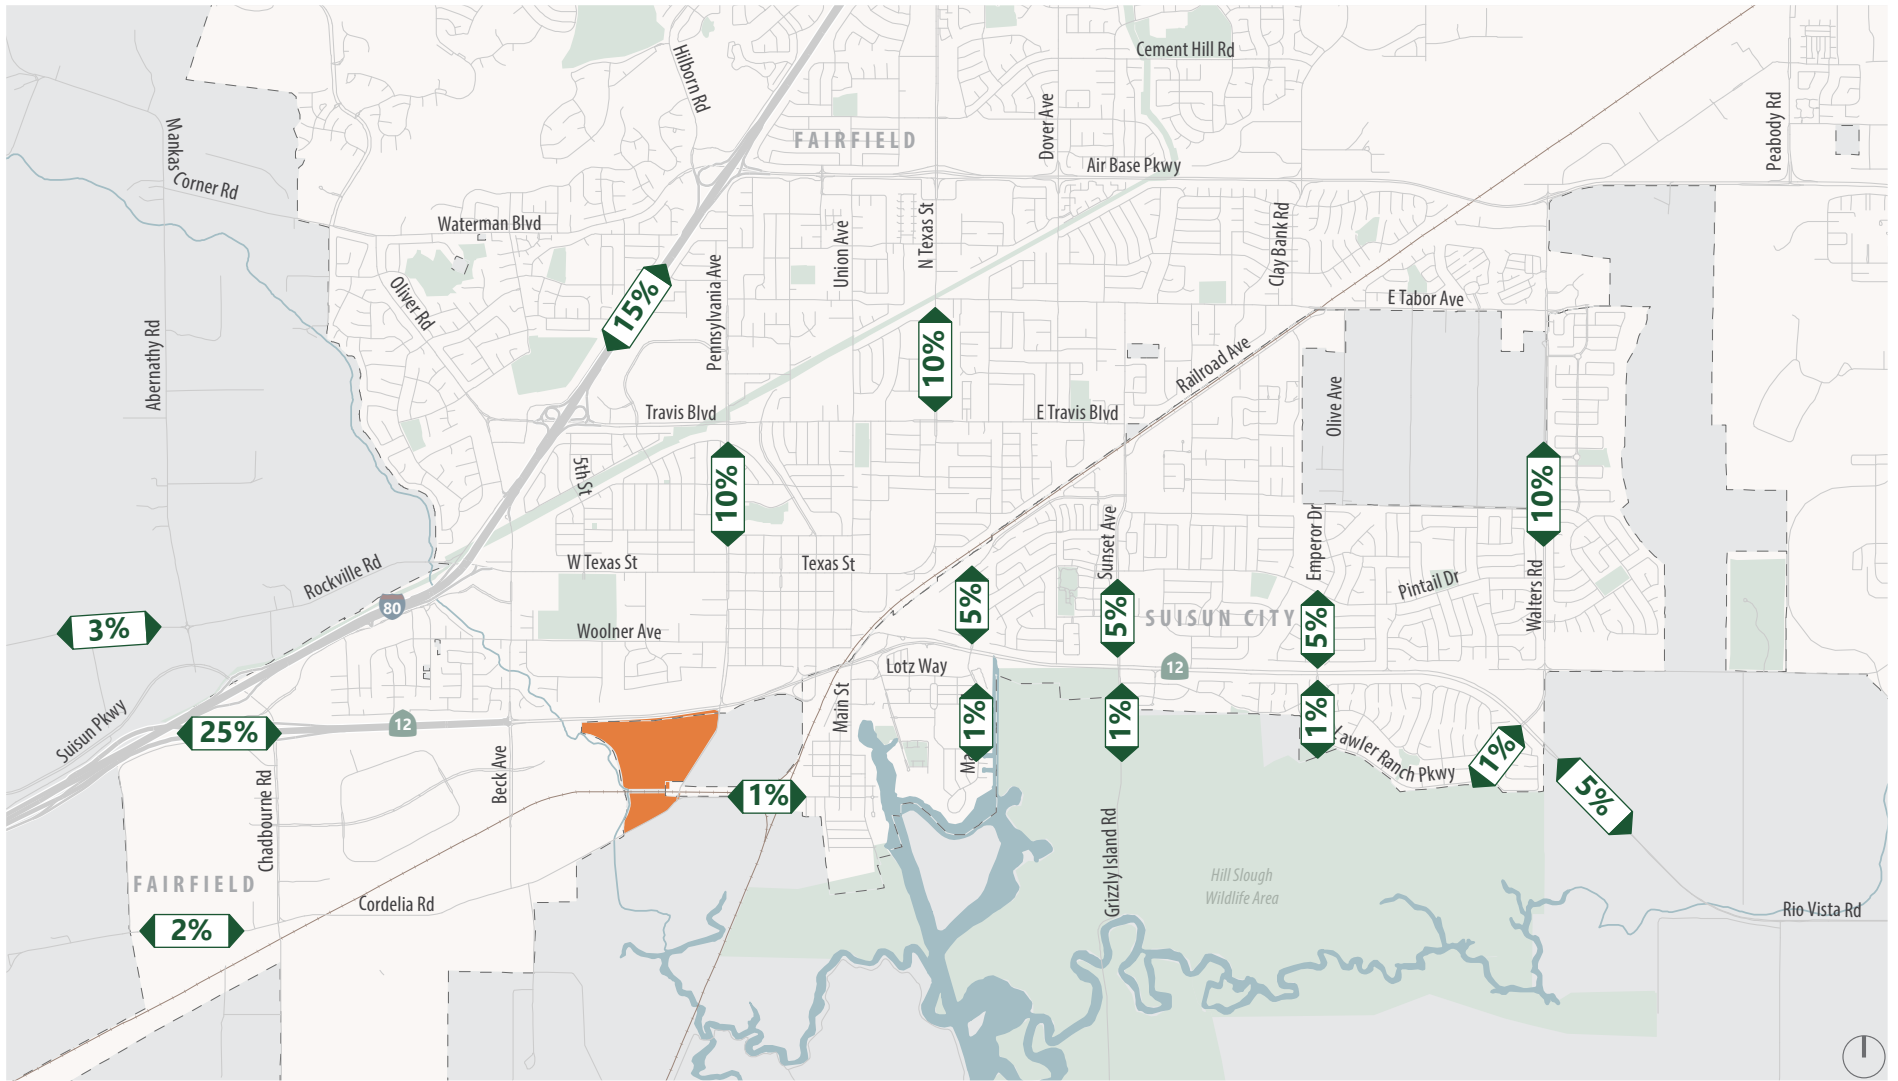 Cement Hill Rd
Hilborn Rd
Dover Ave
Peabody Rd
Mankas
Corner Rd
FAIRFIELD
Air Base Pkwy
Waterman Blvd
Union Ave
N Texas St
Clay Bank Rd
Oliver Rd
15%
Pennsylvania Ave
E Tabor Ave
Abernathy Rd
10%
Railroad Ave
Olive Ave
Travis Blvd
E Travis Blvd
5th St
10%
10%
Sunset Ave
Emperor Dr
W Texas St
Texas St
Rockville Rd
Pintail Dr
Walters Rd
80
5%
5%
5%
SUISUN CITY
3%
Woolner Ave
Lotz Way
12
Suisun Pkwy
25%
12
Main St
1%
1%
1%
Ma
Lawler Ranch Pkwy
1%
Beck Ave
5%
1%
Chadbourne Rd
Grizzly Island Rd
FAIRFIELD
Hill Slough
Wildlife Area
Cordelia Rd
Rio Vista Rd
2%